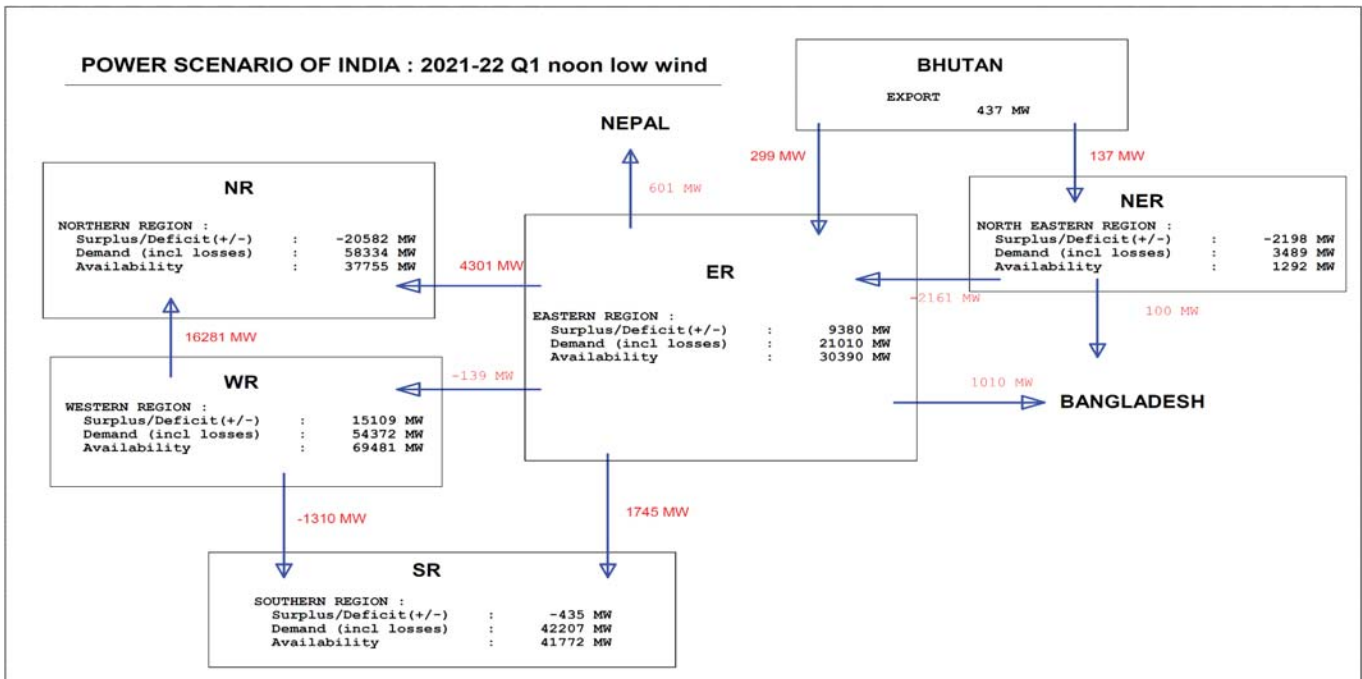 POWER SCENARIO OF INDIA : 2021-22 Q1 noon low wind
BHUTAN
EXPORT
437 MW
NEPAL
299 MW
137 MW
601 MW
NR
NORTHERN REGION :
Surplus/Deficit(+/-) : -20582 MW
Demand (incl losses) : 58334 MW
Availability : 37755 MW
NER
NORTH EASTERN REGION :
Surplus/Deficit(+/-) : -2198 MW
Demand (incl losses) : 3489 MW
Availability : 1292 MW
4301 MW
ER
EASTERN REGION :
Surplus/Deficit(+/-) : 9380 MW
Demand (incl losses) : 21010 MW
Availability : 30390 MW
-2161 MW
100 MW
16281 MW
WR
WESTERN REGION :
Surplus/Deficit(+/-) : 15109 MW
Demand (incl losses) : 54372 MW
Availability : 69481 MW
-139 MW
1010 MW
BANGLADESH
-1310 MW
1745 MW
SR
SOUTHERN REGION :
Surplus/Deficit(+/-) : -435 MW
Demand (incl losses) : 42207 MW
Availability : 41772 MW